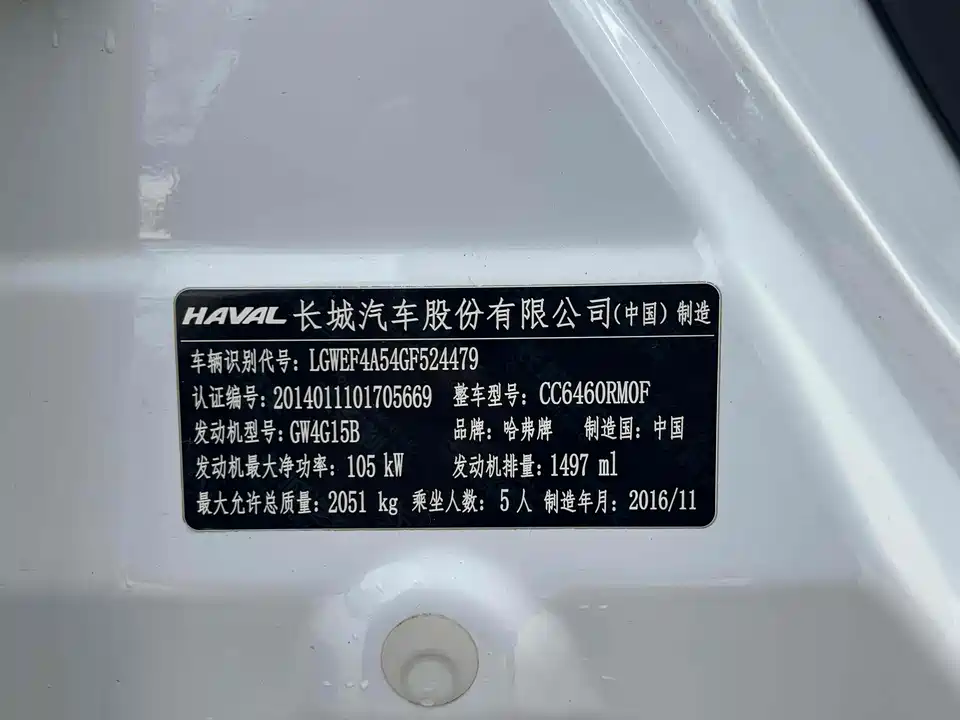 HAVAL 长城汽车股份有限公司(中国) 制造
车辆识别代号: LGWEF4A54GF524479
认证编号: 2014011101705669 整车型号: CC6460RM0F
发动机型号: GW4G15B 品牌: 哈弗牌 制造国: 中国
发动机最大净功率: 105 kW 发动机排量: 1497 ml
最大允许总质量: 2051 kg 乘坐人数: 5人 制造年月: 2016/11